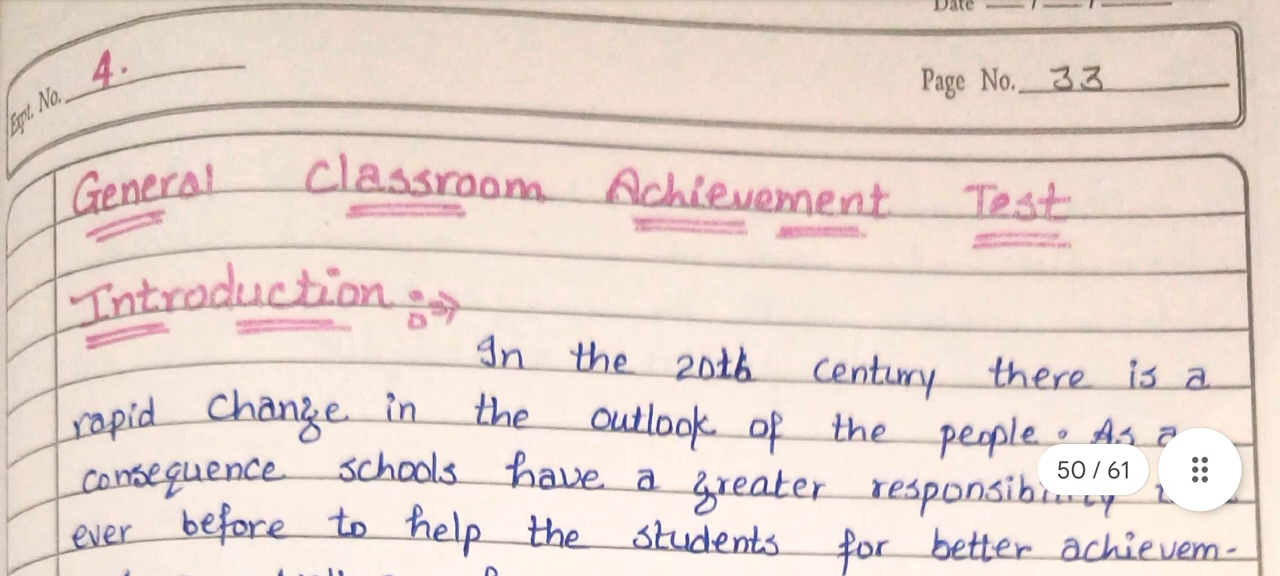 Date
Expt. No. 4.
Page No. 33
General Classroom Achievement Test
Introduction :⇒
In the 20th century there is a
rapid change in the outlook of the people. As a
consequence schools have a greater responsibility
50 / 61
ever before to help the students for better achievem-